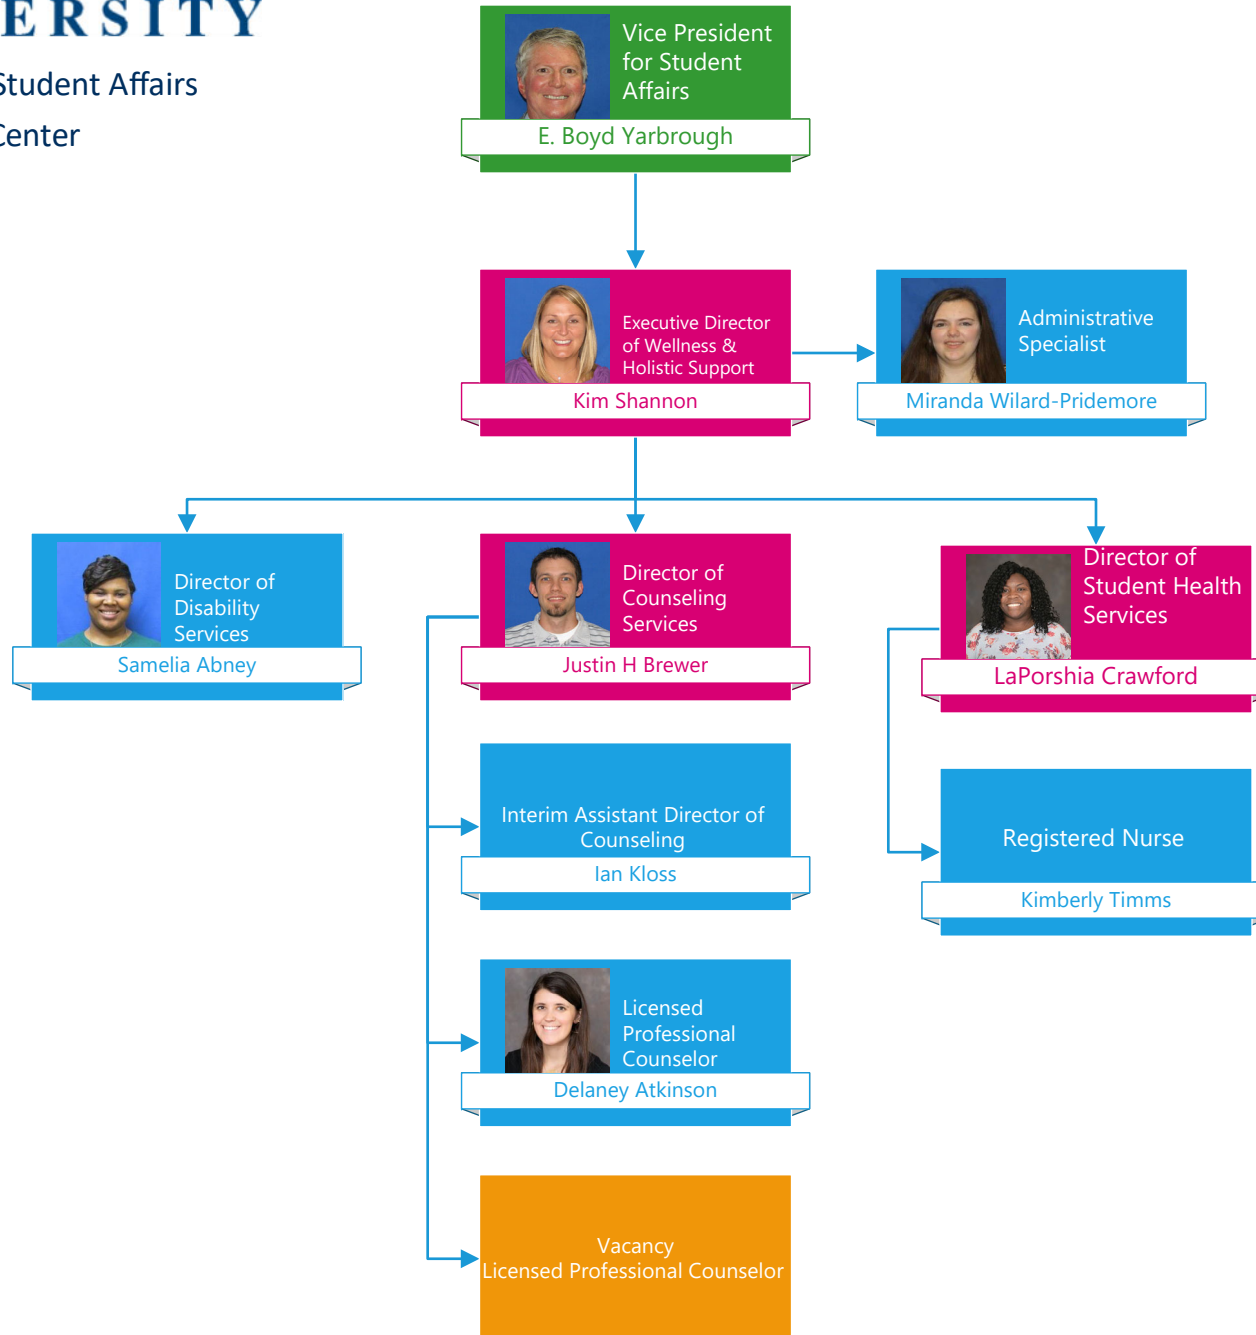 ERSITY
Student Affairs
Center
Vice President
for Student
Affairs
E. Boyd Yarbrough
Executive Director
of Wellness &
Holistic Support
Kim Shannon
Administrative
Specialist
Miranda Wilard-Pridemore
Director of
Disability
Services
Samelia Abney
Director of
Counseling
Services
Justin H Brewer
Director of
Student Health
Services
LaPorshia Crawford
Interim Assistant Director of
Counseling
Ian Kloss
Registered Nurse
Kimberly Timms
Licensed
Professional
Counselor
Delaney Atkinson
Vacancy
Licensed Professional Counselor